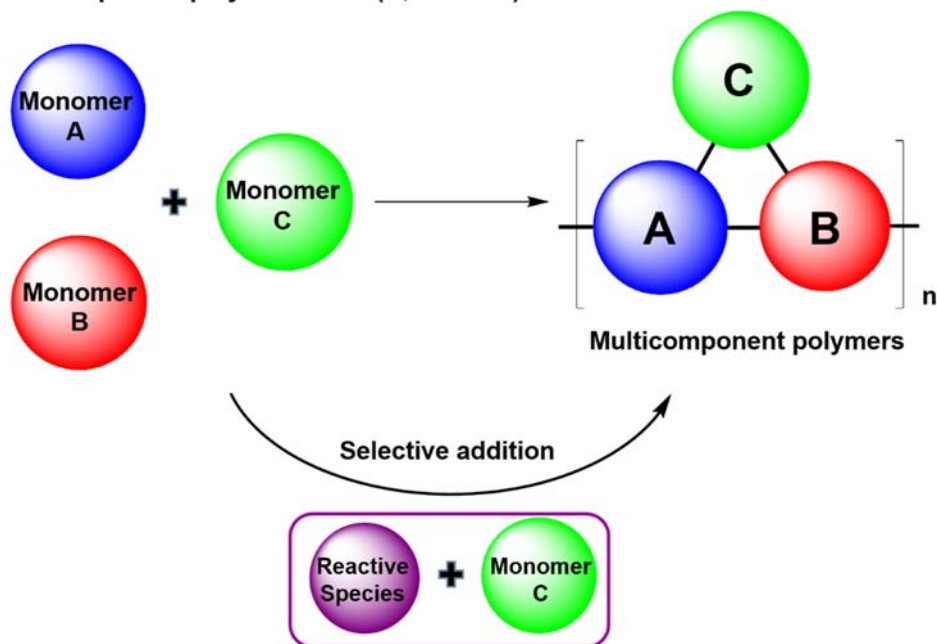 Monomer
A
Monomer
B
Monomer
C
C
A
B
n
Multicomponent polymers
Selective addition
Reactive
Species
Monomer
C